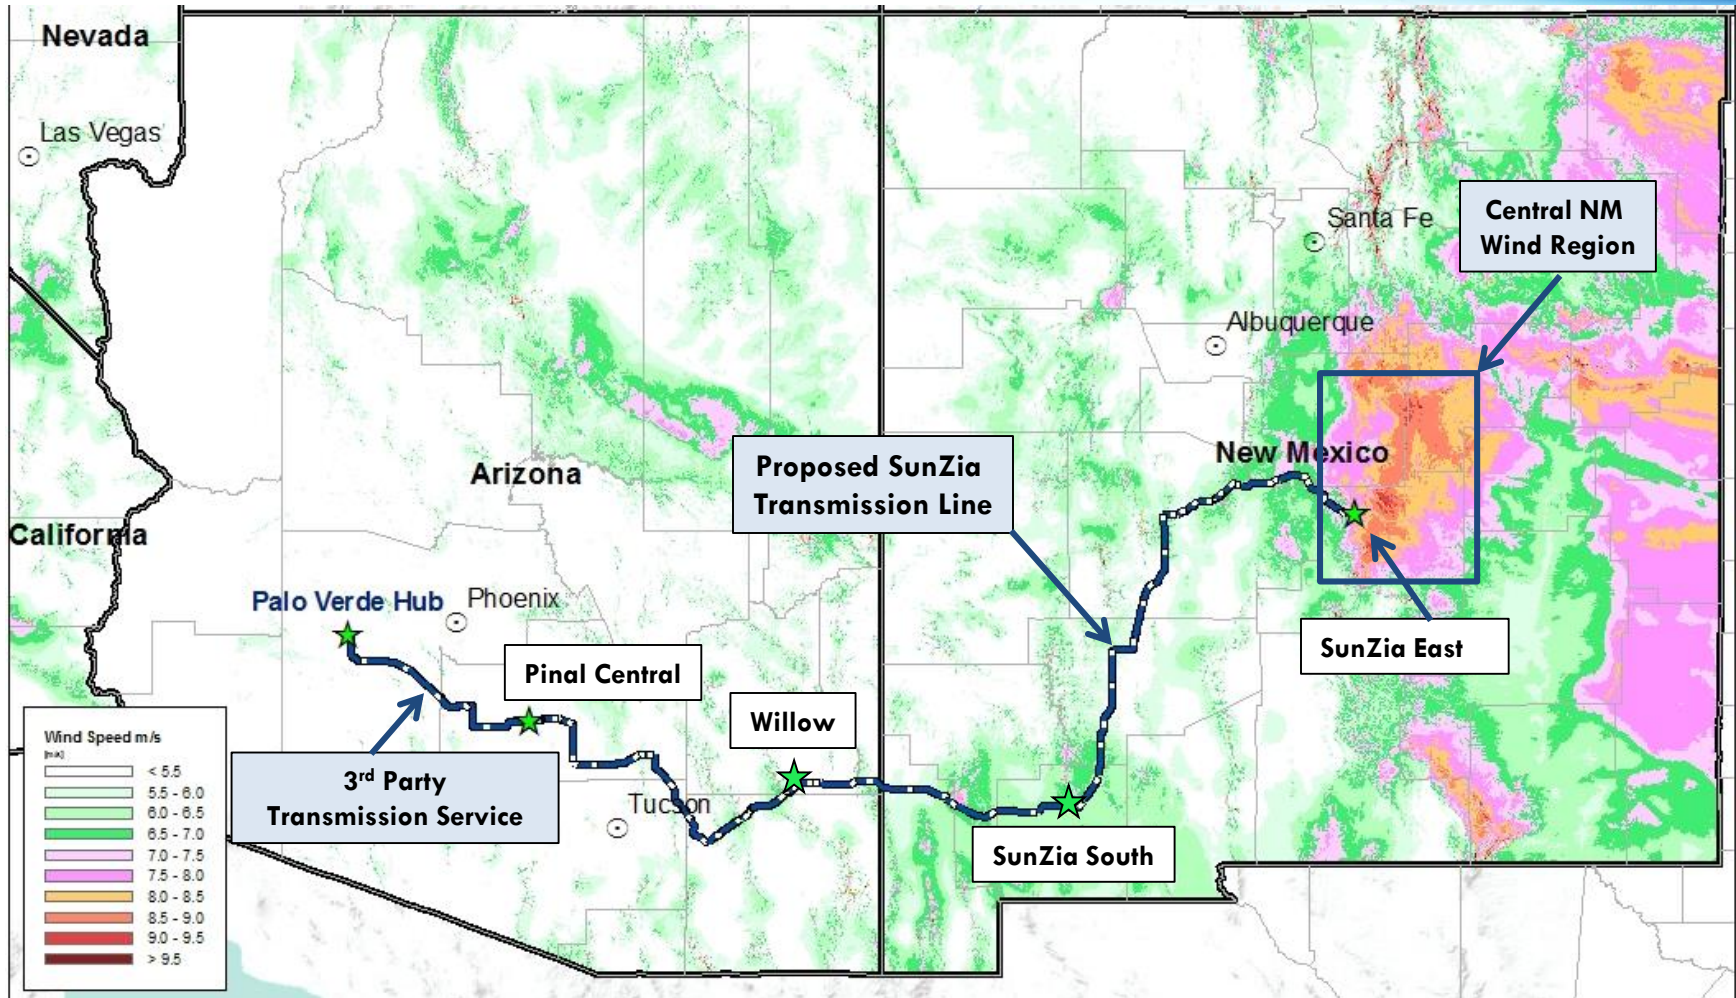 Nevada
Las Vegas
Santa Fe
Central NM
Wind Region
Albuquerque
Arizona
Proposed SunZia
Transmission Line
New Mexico
California
Palo Verde Hub
Phoenix
Pinal Central
SunZia East
Willow
3rd Party
Transmission Service
Tucson
SunZia South
Wind Speed m/s
< 5.5
5.5 - 6.0
6.0 - 6.5
6.5 - 7.0
7.0 - 7.5
7.5 - 8.0
8.0 - 8.5
8.5 - 9.0
9.0 - 9.5
> 9.5